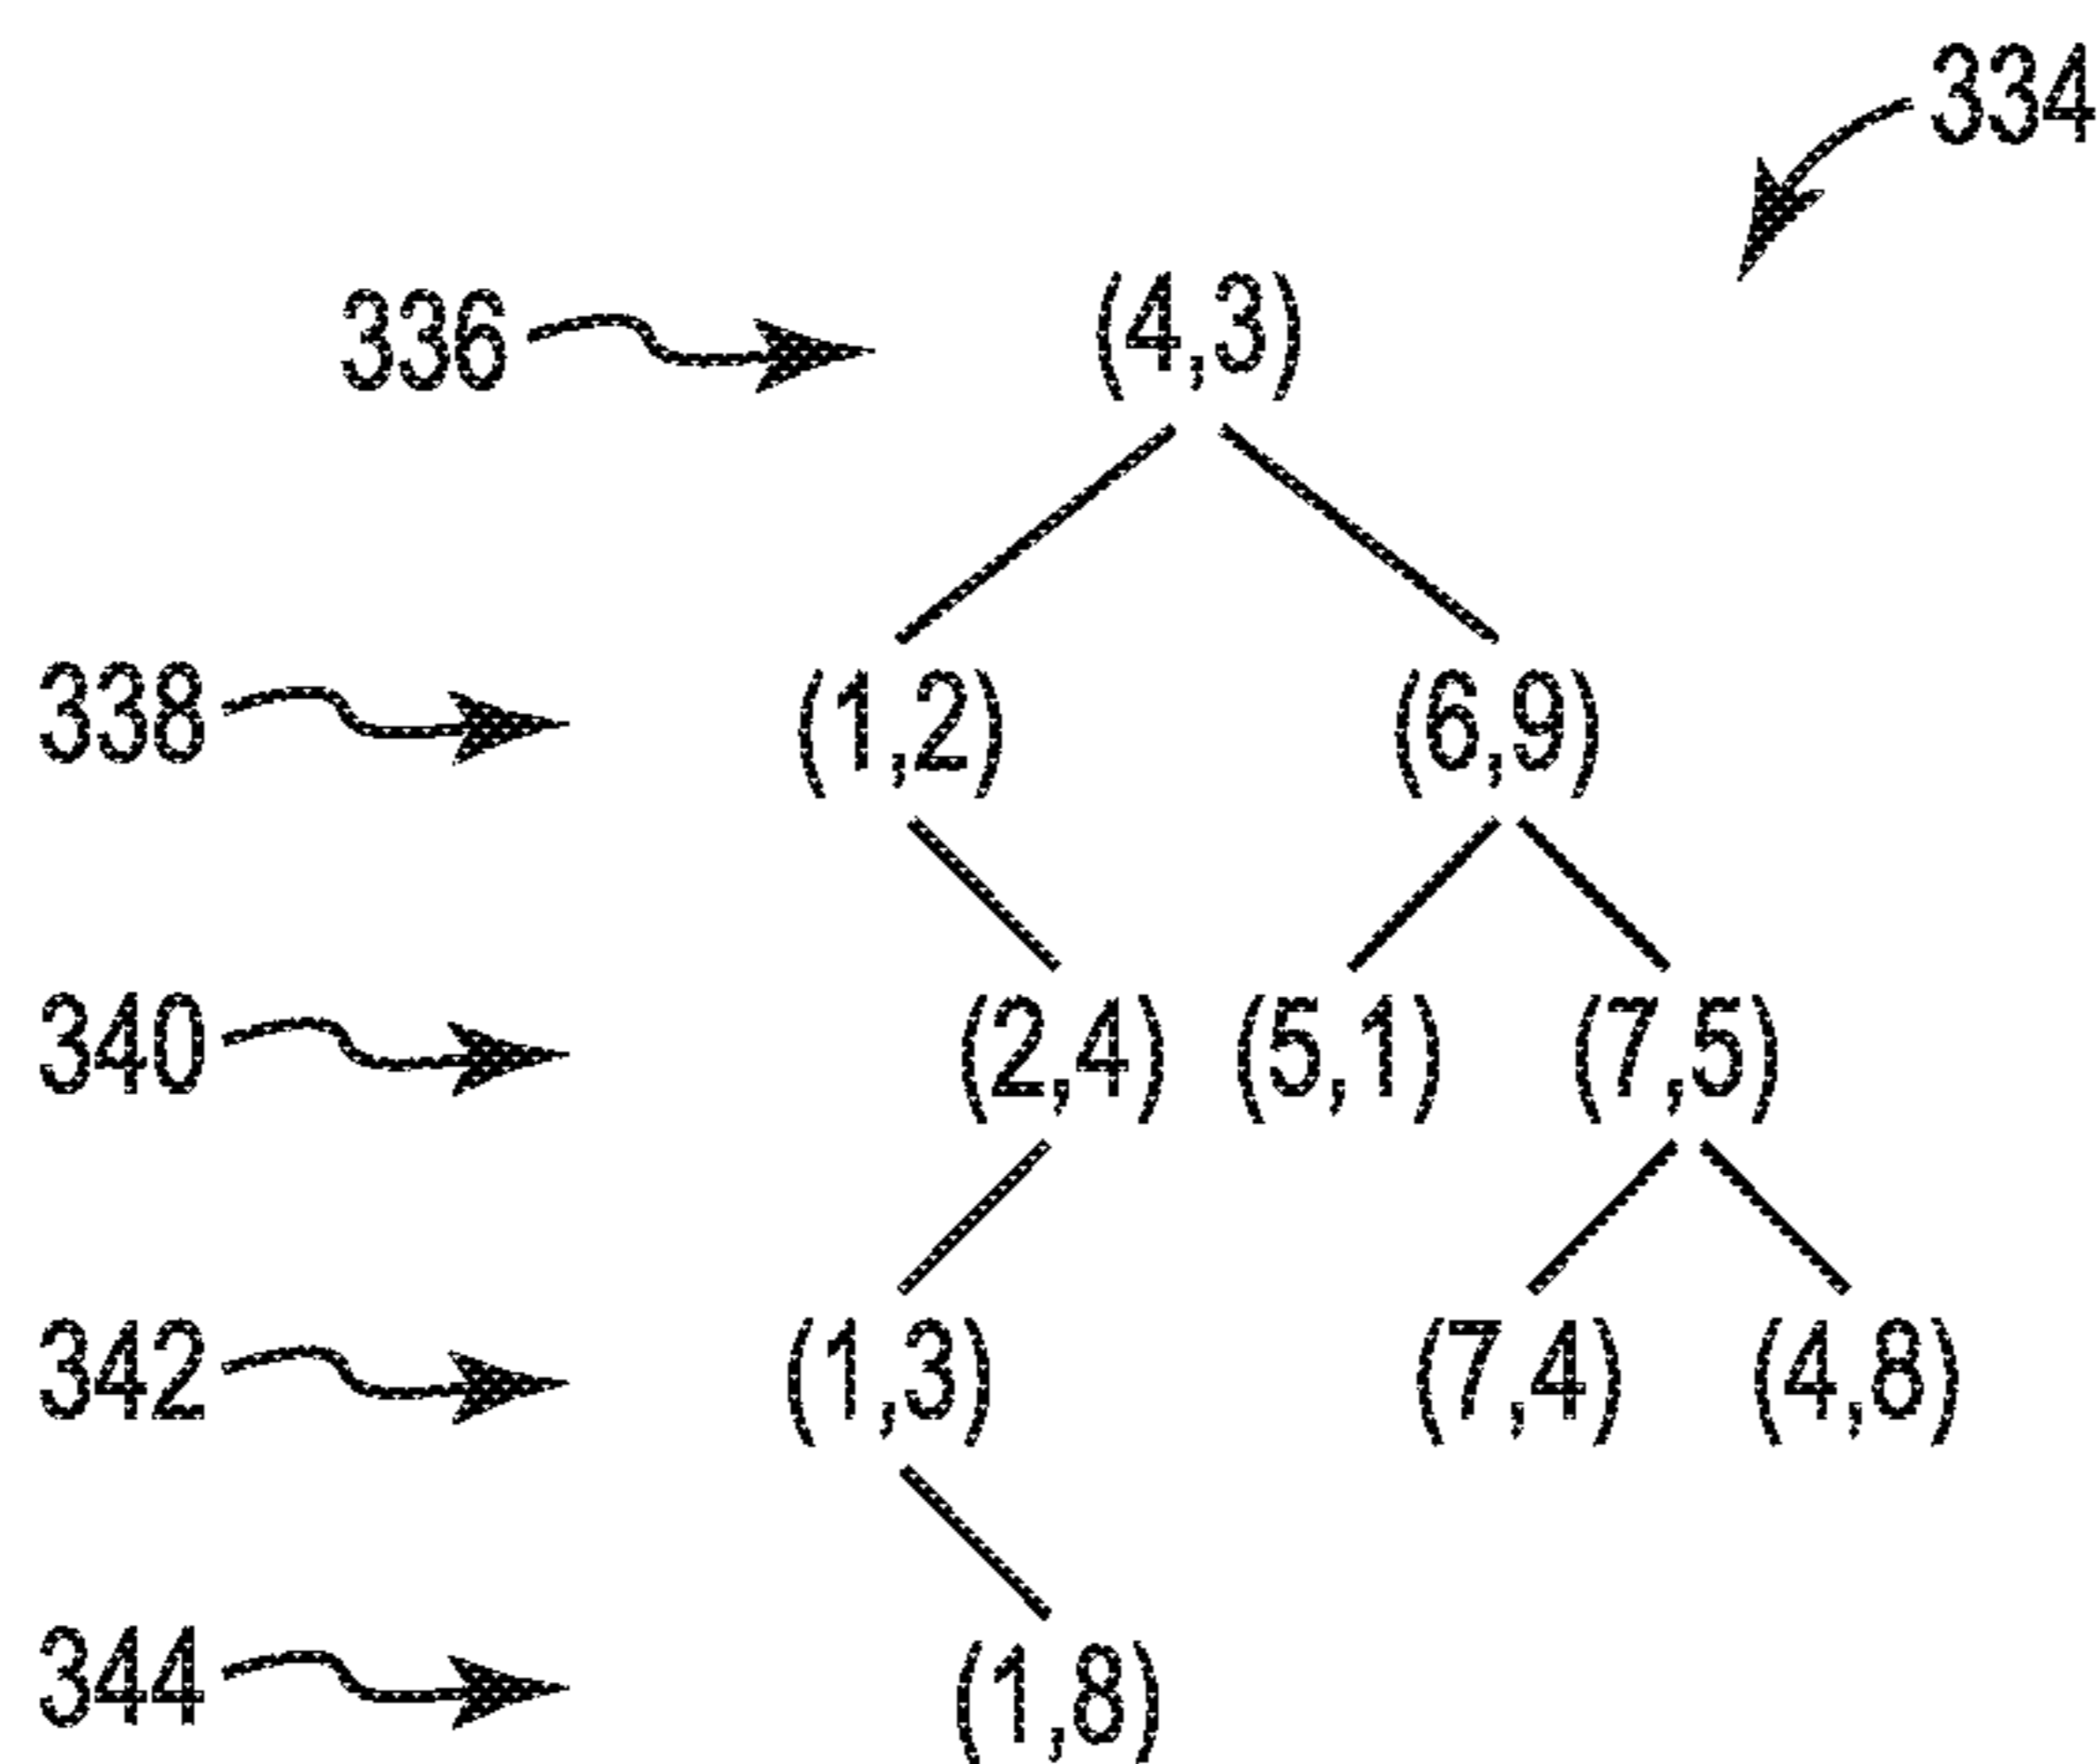 334
336 (4,3)
338 (1,2) (6,9)
340 (2,4) (5,1) (7,5)
342 (1,3) (7,4) (4,8)
344 (1,8)